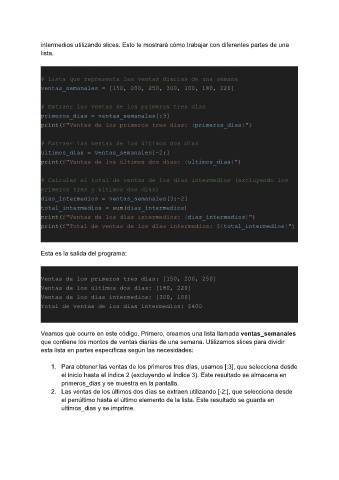 intermedios utilizando slices. Esto te mostrará cómo trabajar con diferentes partes de una
lista.
# Lista que representa las ventas diarias de una semana
ventas_semanales = [150, 200, 250, 300, 100, 180, 220]
# Extraer las ventas de los primeros tres días
primeros_dias = ventas_semanales[:3]
print(f"Ventas de los primeros tres días: {primeros_dias}")
# Extraer las ventas de los últimos dos días
ultimos_dias = ventas_semanales[-2:]
print(f"Ventas de los últimos dos días: {ultimos_dias}")
# Calcular el total de ventas de los días intermedios (excluyendo los
primeros tres y últimos dos días)
dias_intermedios = ventas_semanales[3:-2]
total_intermedios = sum(dias_intermedios)
print(f"Ventas de los días intermedios: {dias_intermedios}")
print(f"Total de ventas de los días intermedios: ${total_intermedios}")
Esta es la salida del programa:
Ventas de los primeros tres días: [150, 200, 250]
Ventas de los últimos dos días: [180, 220]
Ventas de los días intermedios: [300, 100]
Total de ventas de los días intermedios: $400
Veamos que ocurre en este código. Primero, creamos una lista llamada ventas_semanales
que contiene los montos de ventas diarias de una semana. Utilizamos slices para dividir
esta lista en partes específicas según las necesidades:
1. Para obtener las ventas de los primeros tres días, usamos [:3], que selecciona desde
el inicio hasta el índice 2 (excluyendo el índice 3). Este resultado se almacena en
primeros_dias y se muestra en la pantalla.
2. Las ventas de los últimos dos días se extraen utilizando [-2:], que selecciona desde
el penúltimo hasta el último elemento de la lista. Este resultado se guarda en
ultimos_dias y se imprime.